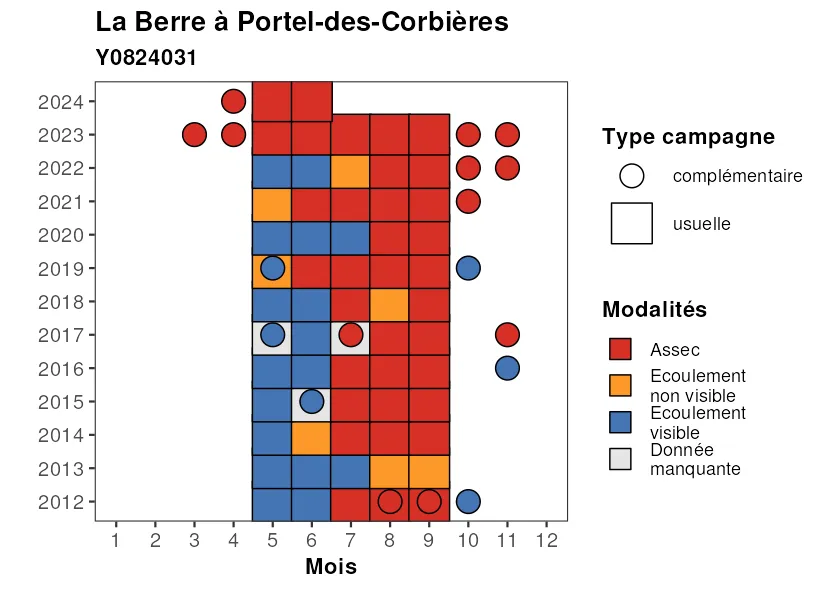 La Berre à Portel-des-Corbières
Y0824031
2024
2023
2022
2021
2020
2019
2018
2017
2016
2015
2014
2013
2012
1 2 3 4 5 6 7 8 9 10 11 12
Mois
Type campagne
complémentaire
usuelle
Modalités
Assec
Ecoulement
non visible
Ecoulement
visible
Donnée
manquante